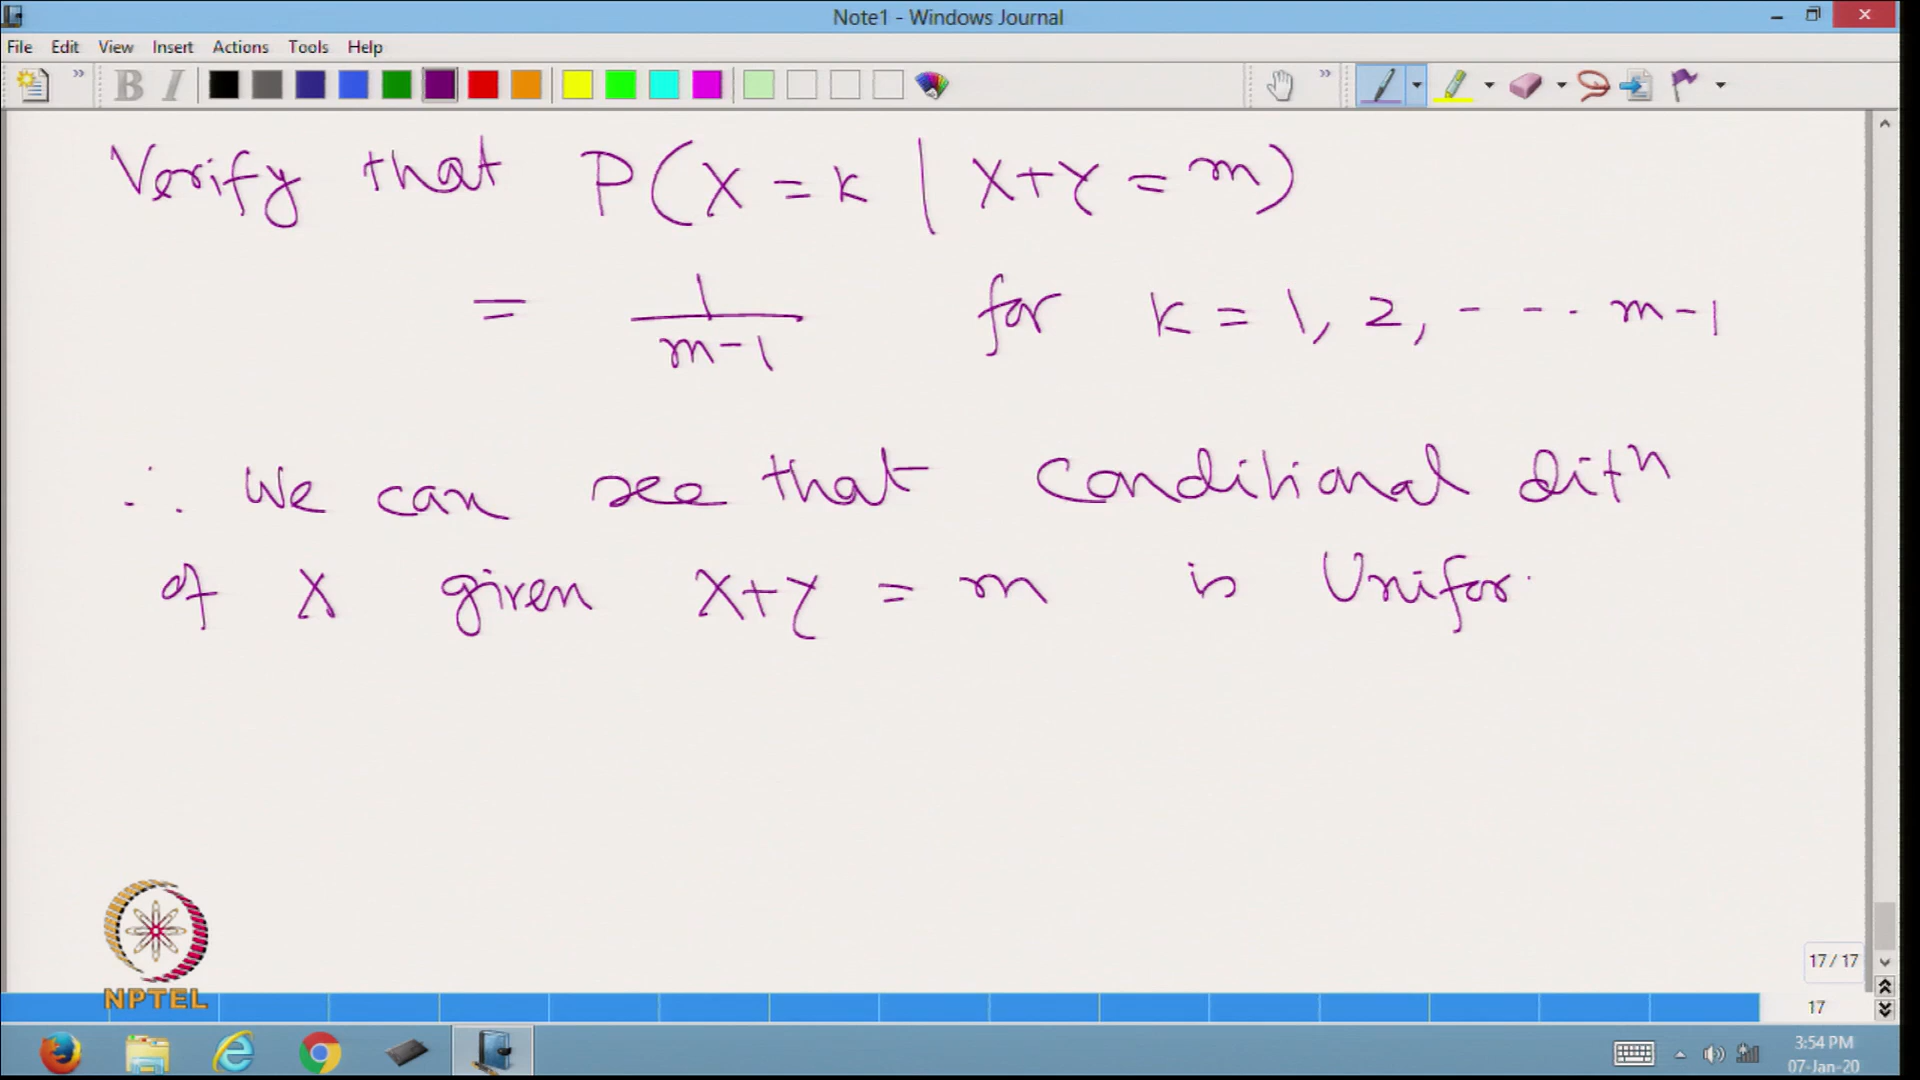 Note1 - Windows Journal
File Edit View Insert Actions Tools Help
B I
Verify that P(X = k | X+Y = m)
= 1/(m-1) for k = 1, 2, - - - · m-1
∴ We can see that Conditional ditn
of X given X+Y = m is Unifor
NPTEL
17 / 17
17
3:54 PM
07-Jan-20